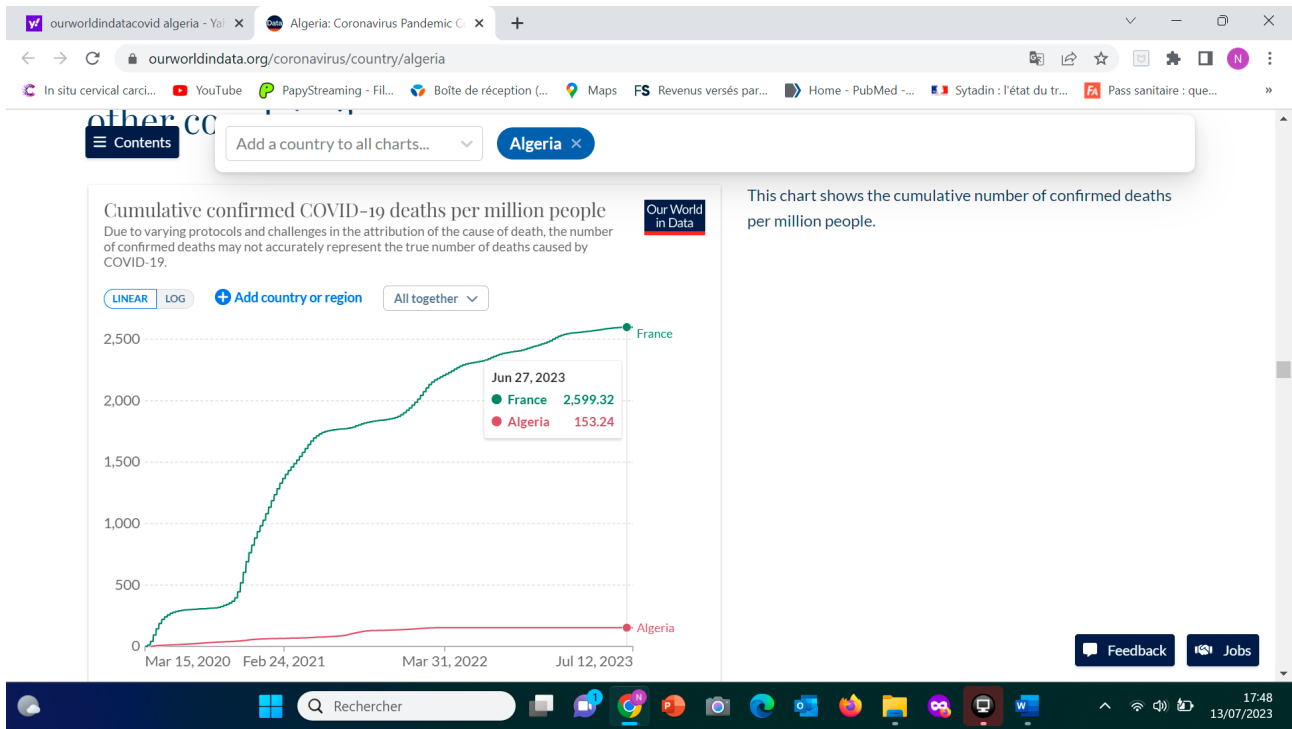 ourworldindatacovid algeria - Yah
Algeria: Coronavirus Pandemic C
ourworldindata.org/coronavirus/country/algeria
In situ cervical carci...
YouTube
PapyStreaming - Fil...
Boîte de réception (...
Maps
FS Revenus versés par...
Home - PubMed -...
Sytadin : l'état du tr...
FA Pass sanitaire : que...
»
N
Contents
Add a country to all charts...
Algeria ×
Cumulative confirmed COVID-19 deaths per million people
Due to varying protocols and challenges in the attribution of the cause of death, the number
of confirmed deaths may not accurately represent the true number of deaths caused by
COVID-19.
Our World
in Data
This chart shows the cumulative number of confirmed deaths
per million people.
LINEAR LOG
Add country or region
All together
2,500
2,000
1,500
1,000
500
0
France
Jun 27, 2023
France 2,599.32
Algeria 153.24
Algeria
Mar 15, 2020 Feb 24, 2021 Mar 31, 2022 Jul 12, 2023
Feedback
Jobs
Rechercher
1
N
17:48
13/07/2023